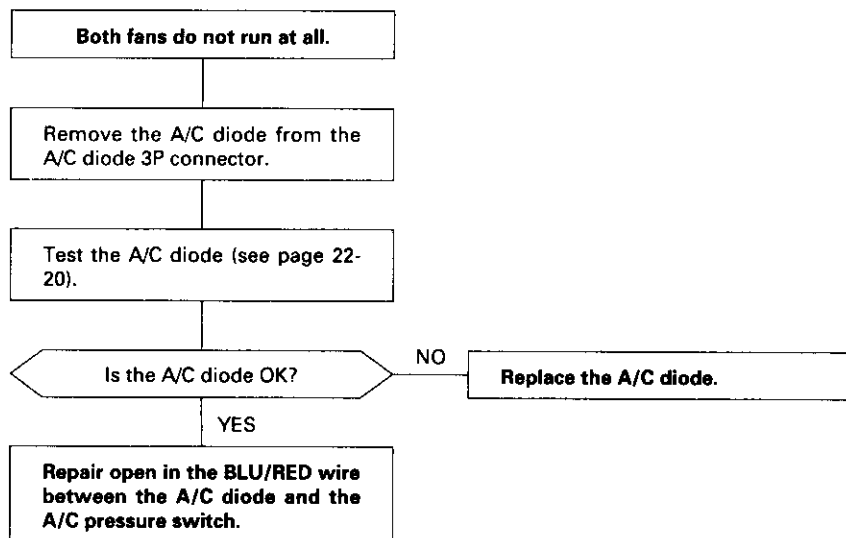 Both fans do not run at all.
Remove the A/C diode from the
A/C diode 3P connector.
Test the A/C diode (see page 22-
20).
Is the A/C diode OK?
NO
Replace the A/C diode.
YES
Repair open in the BLU/RED wire
between the A/C diode and the
A/C pressure switch.